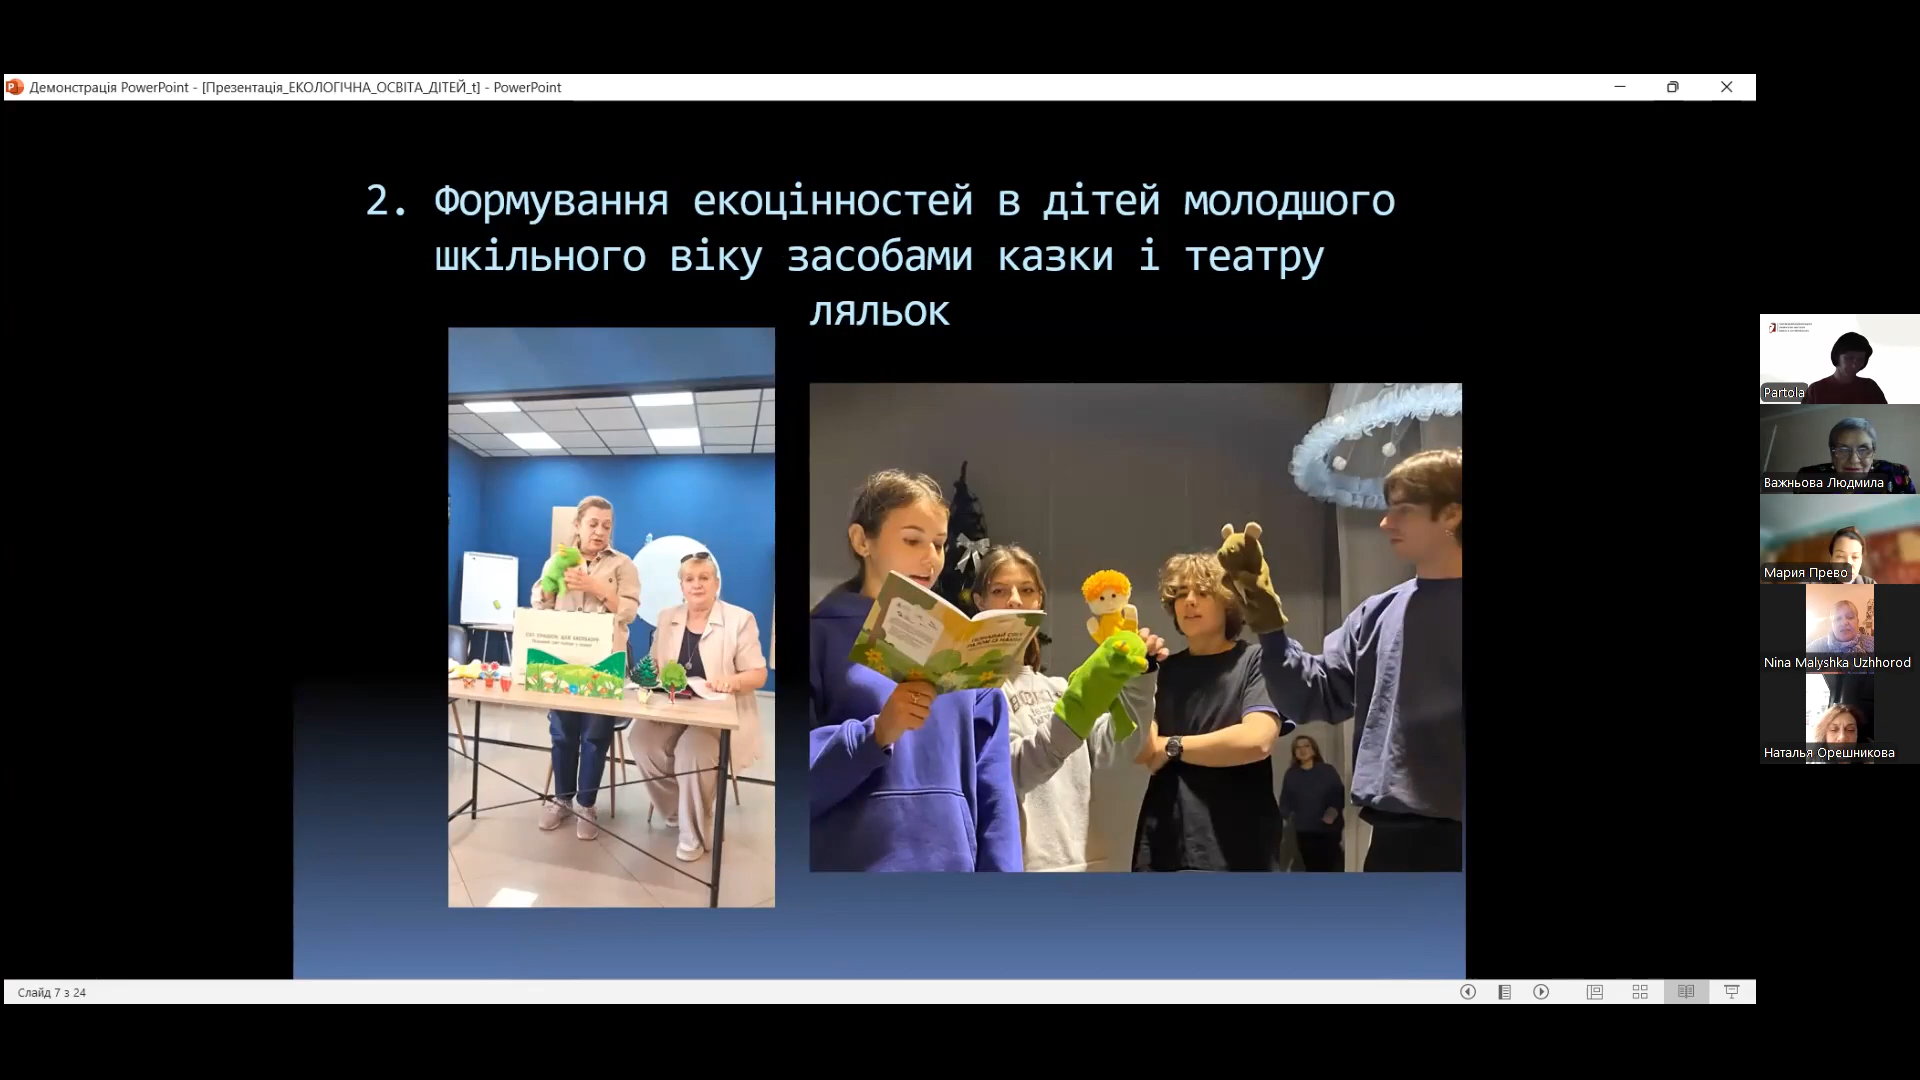 Демонстрація PowerPoint - [Презентація_ЕКОЛОГІЧНА_ОСВІТА_ДІТЕЙ_t] - PowerPoint
2. Формування екоцінностей в дітей молодшого
шкільного віку засобами казки і театру
ляльок
Partola
Важньова Людмила
Мария Прево
Nina Malyshka Uzhhorod
Наталья Орешникова
Слайд 7 з 24